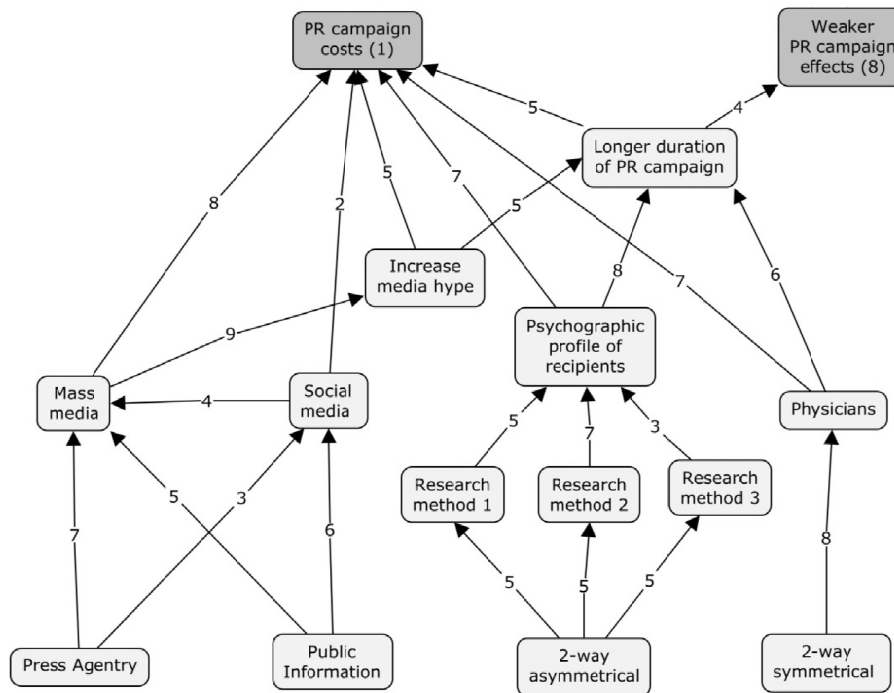 PR campaign
costs (1)
Weaker
PR campaign
effects (8)
5
4
Longer duration
of PR campaign
8
2
5
7
5
Increase
media hype
8
7
6
9
Psychographic
profile of
recipients
Mass
media
4
Social
media
Physicians
5
7
3
Research
method 1
Research
method 2
Research
method 3
7
5
3
6
8
5
5
5
Press Agentry
Public
Information
2-way
asymmetrical
2-way
symmetrical